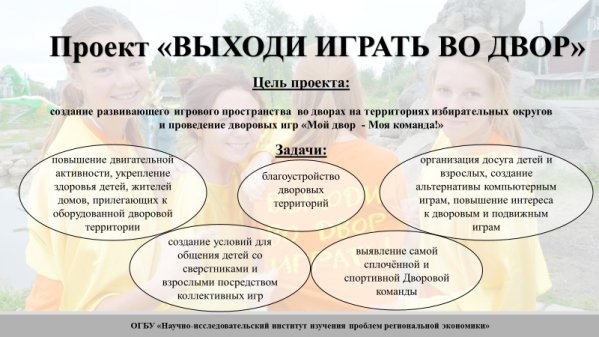 Проект «ВЫХОДИ ИГРАТЬ ВО ДВОР»
Цель проекта:
создание развивающего игрового пространства во дворах на территориях избирательных округов
и проведение дворовых игр «Мой двор - Моя команда!»
Задачи:
повышение двигательной
активности, укрепление
здоровья детей, жителей
домов, прилегающих к
оборудованной дворовой
территории
благоустройство
дворовых
территорий
организация досуга детей и
взрослых, создание
альтернативы компьютерным
играм, повышение интереса
к дворовым и подвижным
играм
создание условий для
общения детей со
сверстниками и
взрослыми посредством
коллективных игр
выявление самой
сплочённой и
спортивной Дворовой
команды
ВЫХОДИ
ВО ДВОР
ИГРАТЬ
ОГБУ «Научно-исследовательский институт изучения проблем региональной экономики»